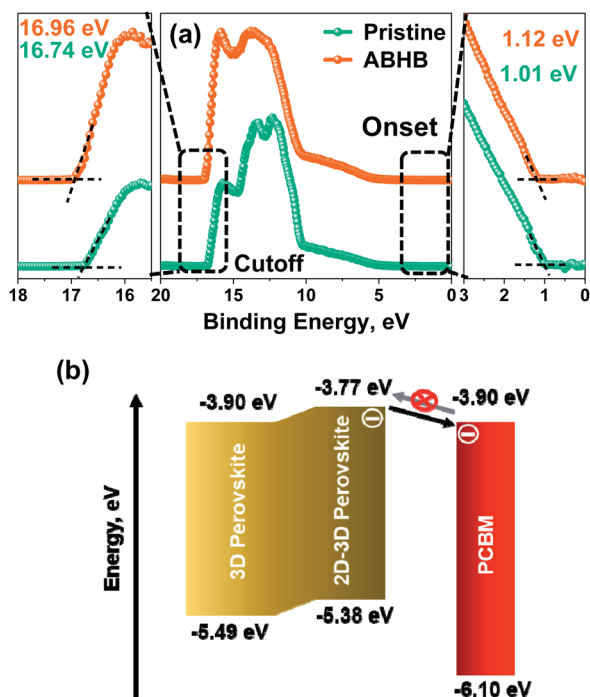 16.96 eV
16.74 eV
(a)
Pristine
ABHB
1.12 eV
1.01 eV
Onset
Cutoff
18 17 16 20 15 10 5 0 3 2 1 0
Binding Energy, eV
(b)
-3.90 eV
-3.77 eV
-3.90 eV
Energy, eV
3D Perovskite
2D-3D Perovskite
PCBM
-5.49 eV
-5.38 eV
-6.10 eV